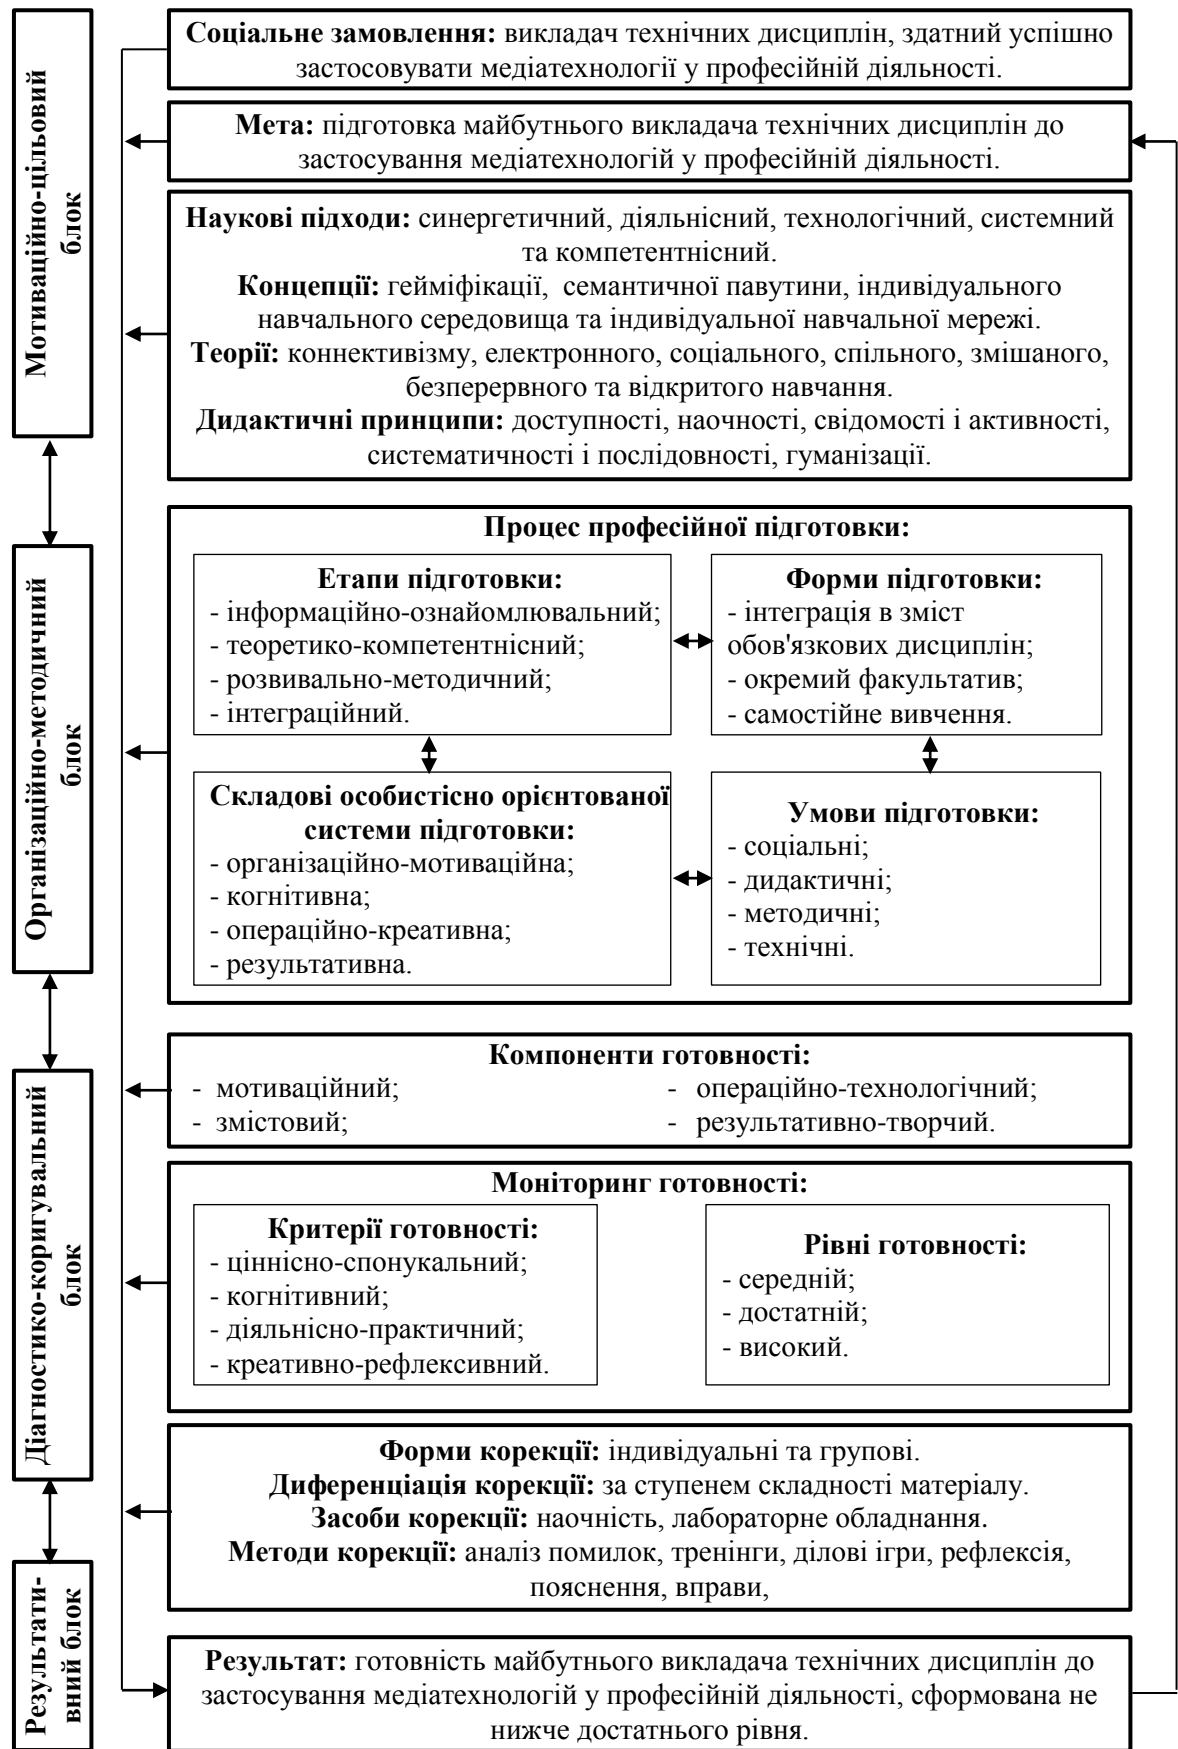 Мотиваційно-цільовий
блок
Соціальне замовлення: викладач технічних дисциплін, здатний успішно
застосовувати медіатехнології у професійній діяльності.
Мета: підготовка майбутнього викладача технічних дисциплін до
застосування медіатехнологій у професійній діяльності.
Наукові підходи: синергетичний, діяльнісний, технологічний, системний
та компетентнісний.
Концепції: гейміфікації, семантичної павутини, індивідуального
навчального середовища та індивідуальної навчальної мережі.
Теорії: коннективізму, електронного, соціального, спільного, змішаного,
безперервного та відкритого навчання.
Дидактичні принципи: доступності, наочності, свідомості і активності,
систематичності і послідовності, гуманізації.
Організаційно-методичний
блок
Процес професійної підготовки:
Етапи підготовки:
- інформаційно-ознайомлювальний;
- теоретико-компетентнісний;
- розвивально-методичний;
- інтеграційний.
Форми підготовки:
- інтеграція в зміст
обов'язкових дисциплін;
- окремий факультатив;
- самостійне вивчення.
Складові особистісно орієнтованої
системи підготовки:
- організаційно-мотиваційна;
- когнітивна;
- операційно-креативна;
- результативна.
Умови підготовки:
- соціальні;
- дидактичні;
- методичні;
- технічні.
Діагностико-коригувальний
блок
Компоненти готовності:
- мотиваційний;
- змістовий;
- операційно-технологічний;
- результативно-творчий.
Моніторинг готовності:
Критерії готовності:
- ціннісно-спонукальний;
- когнітивний;
- діяльнісно-практичний;
- креативно-рефлексивний.
Рівні готовності:
- середній;
- достатній;
- високий.
Форми корекції: індивідуальні та групові.
Диференціація корекції: за ступенем складності матеріалу.
Засоби корекції: наочність, лабораторне обладнання.
Методи корекції: аналіз помилок, тренінги, ділові ігри, рефлексія,
пояснення, вправи,
Результати-
вний блок
Результат: готовність майбутнього викладача технічних дисциплін до
застосування медіатехнологій у професійній діяльності, сформована не
нижче достатнього рівня.